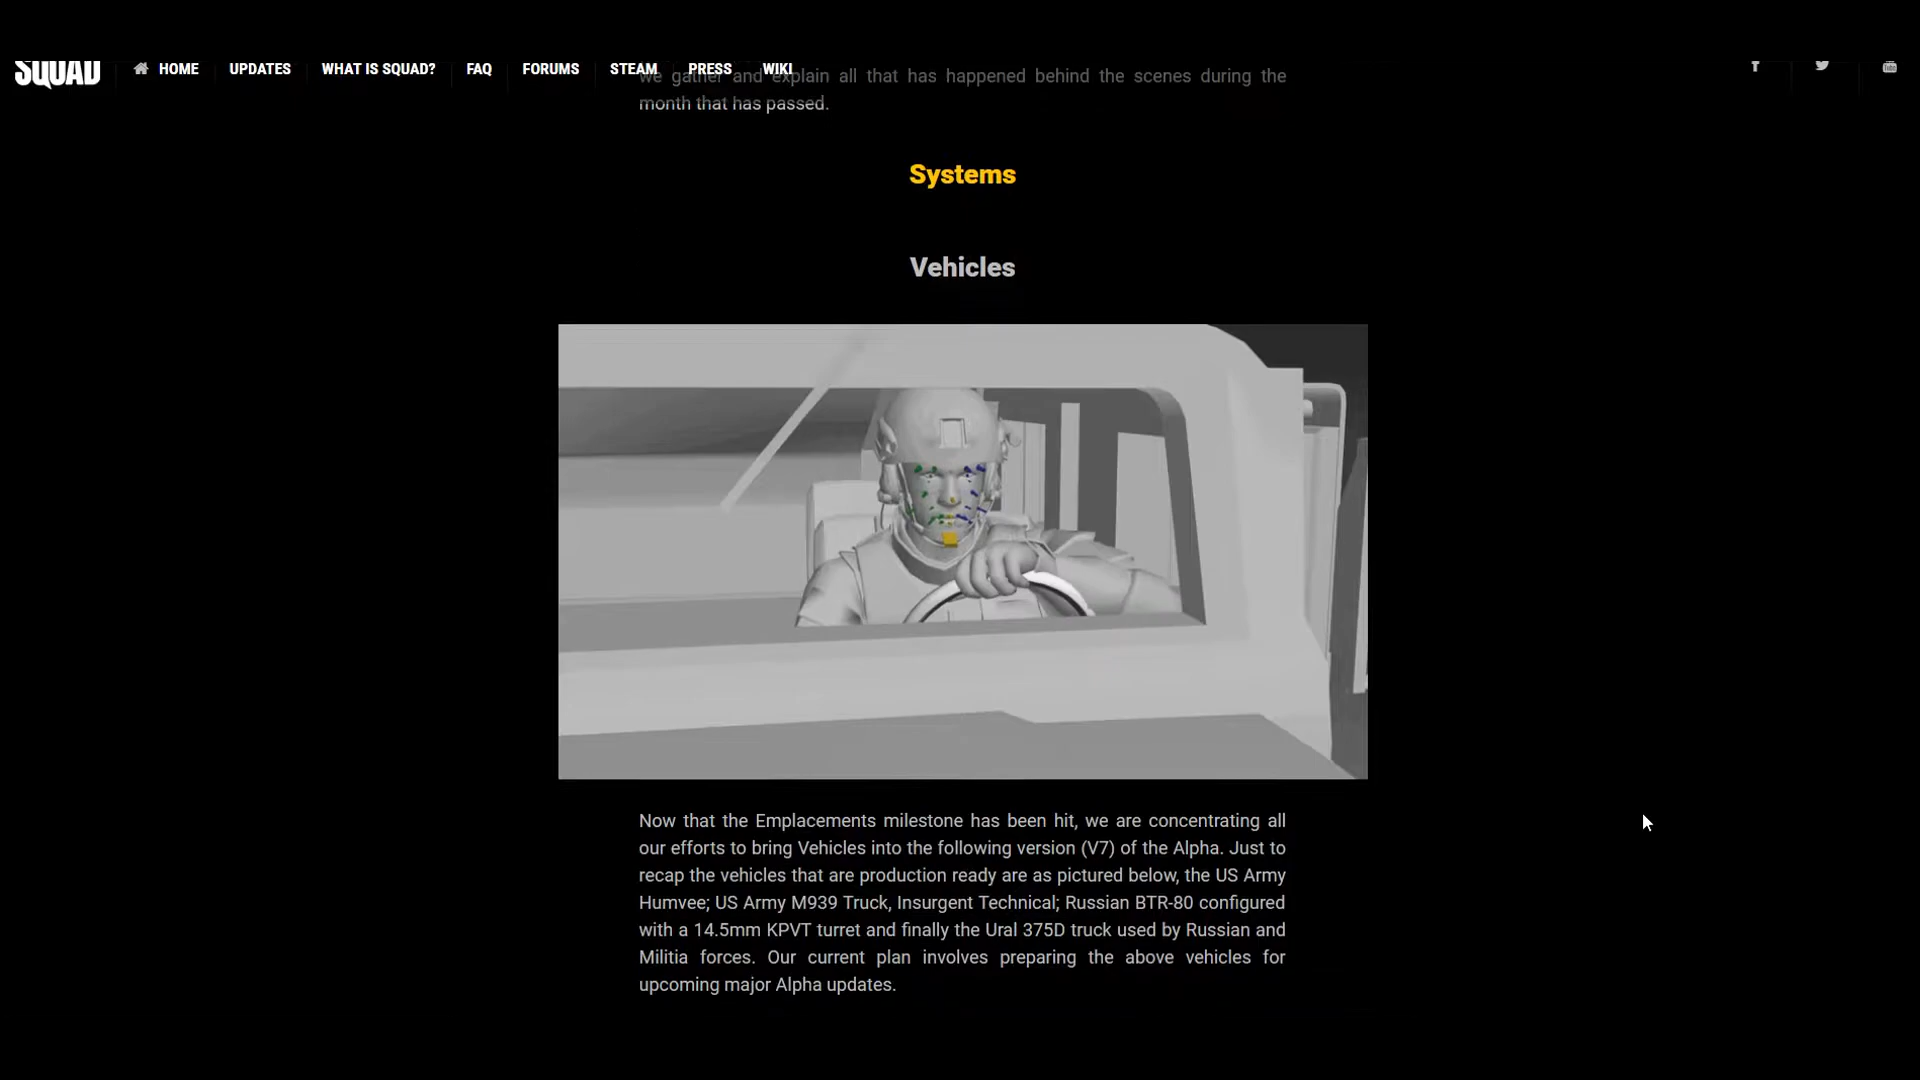 SQUAD
HOME UPDATES WHAT IS SQUAD? FAQ FORUMS STEAM PRESS WIKI
we gather and explain all that has happened behind the scenes during the
month that has passed.
Systems
Vehicles
Now that the Emplacements milestone has been hit, we are concentrating all
our efforts to bring Vehicles into the following version (V7) of the Alpha. Just to
recap the vehicles that are production ready are as pictured below, the US Army
Humvee; US Army M939 Truck, Insurgent Technical; Russian BTR-80 configured
with a 14.5mm KPVT turret and finally the Ural 375D truck used by Russian and
Militia forces. Our current plan involves preparing the above vehicles for
upcoming major Alpha updates.